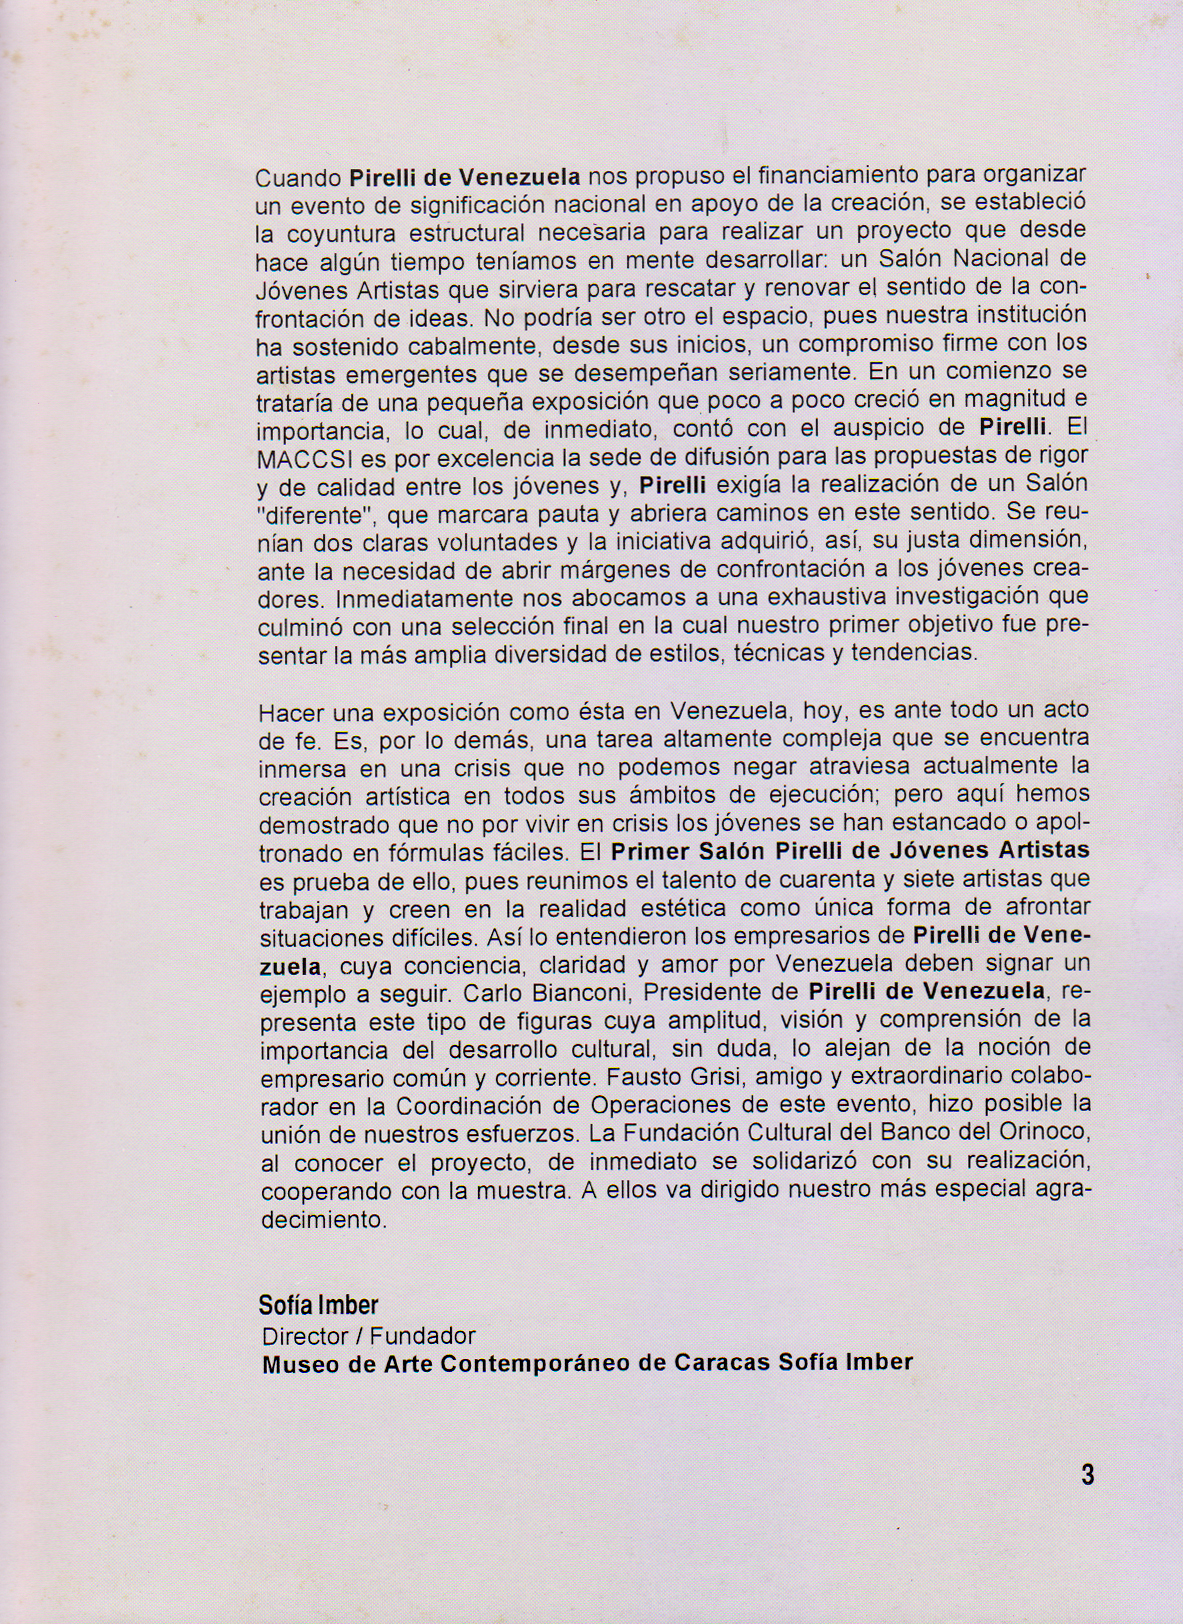 Cuando Pirelli de Venezuela nos propuso el financiamiento para organizar
un evento de significación nacional en apoyo de la creación, se estableció
la coyuntura estructural necesaria para realizar un proyecto que desde
hace algún tiempo teníamos en mente desarrollar: un Salón Nacional de
Jóvenes Artistas que sirviera para rescatar y renovar el sentido de la con-
frontación de ideas. No podría ser otro el espacio, pues nuestra institución
ha sostenido cabalmente, desde sus inicios, un compromiso firme con los
artistas emergentes que se desempeñan seriamente. En un comienzo se
trataría de una pequeña exposición que poco a poco creció en magnitud e
importancia, lo cual, de inmediato, contó con el auspicio de Pirelli. El
MACCSI es por excelencia la sede de difusión para las propuestas de rigor
y de calidad entre los jóvenes y, Pirelli exigía la realización de un Salón
"diferente", que marcara pauta y abriera caminos en este sentido. Se reu-
nían dos claras voluntades y la iniciativa adquirió, así, su justa dimensión,
ante la necesidad de abrir márgenes de confrontación a los jóvenes crea-
dores. Inmediatamente nos abocamos a una exhaustiva investigación que
culminó con una selección final en la cual nuestro primer objetivo fue pre-
sentar la más amplia diversidad de estilos, técnicas y tendencias.
Hacer una exposición como ésta en Venezuela, hoy, es ante todo un acto
de fe. Es, por lo demás, una tarea altamente compleja que se encuentra
inmersa en una crisis que no podemos negar atraviesa actualmente la
creación artística en todos sus ámbitos de ejecución; pero aquí hemos
demostrado que no por vivir en crisis los jóvenes se han estancado o apol-
tronado en fórmulas fáciles. El Primer Salón Pirelli de Jóvenes Artistas
es prueba de ello, pues reunimos el talento de cuarenta y siete artistas que
trabajan y creen en la realidad estética como única forma de afrontar
situaciones difíciles. Así lo entendieron los empresarios de Pirelli de Vene-
zuela, cuya conciencia, claridad y amor por Venezuela deben signar un
ejemplo a seguir. Carlo Bianconi, Presidente de Pirelli de Venezuela, re-
presenta este tipo de figuras cuya amplitud, visión y comprensión de la
importancia del desarrollo cultural, sin duda, lo alejan de la noción de
empresario común y corriente. Fausto Grisi, amigo y extraordinario colabo-
rador en la Coordinación de Operaciones de este evento, hizo posible la
unión de nuestros esfuerzos. La Fundación Cultural del Banco del Orinoco,
al conocer el proyecto, de inmediato se solidarizó con su realización,
cooperando con la muestra. A ellos va dirigido nuestro más especial agra-
decimiento.
Sofía Imber
Director / Fundador
Museo de Arte Contemporáneo de Caracas Sofía Imber
3